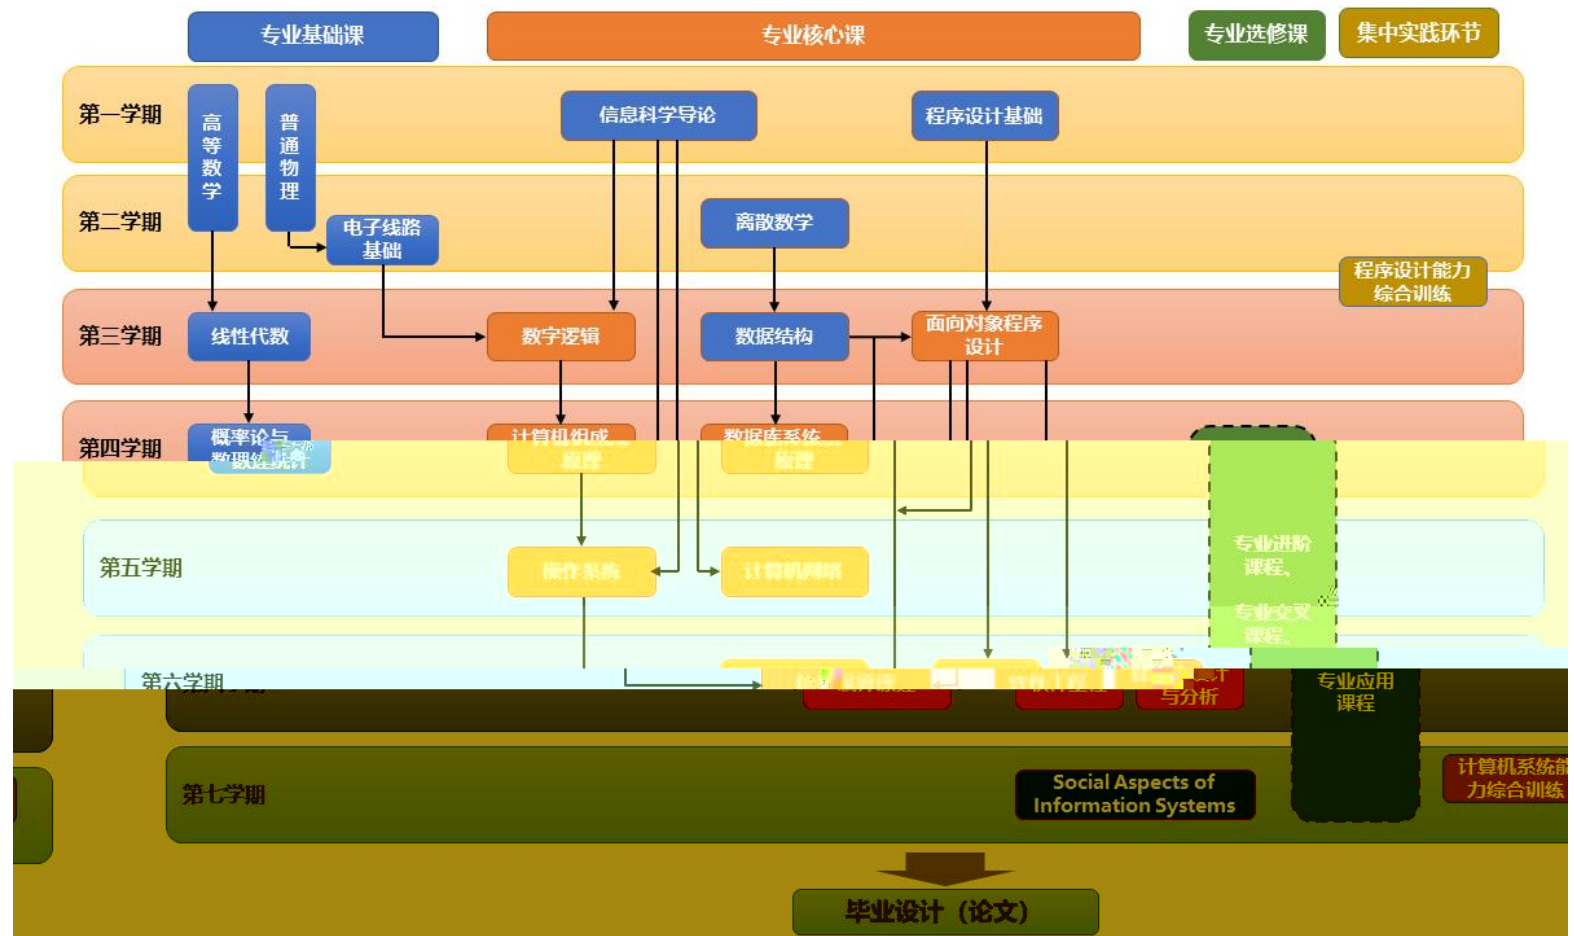 专业基础课
专业核心课
专业选修课
集中实践环节
第一学期
高等数学
普通物理
信息科学导论
程序设计基础
第二学期
电子线路
基础
离散数学
程序设计能力
综合训练
第三学期
线性代数
数字逻辑
数据结构
面向对象程序
设计
第四学期
概率论与
数理统计
计算机组成
原理
数据库系统
原理
第五学期
操作系统
计算机网络
专业进阶
课程、
专业交叉
课程、
第六学期
与分析
专业应用
课程
第七学期
Social Aspects of
Information Systems
计算机系统能
力综合训练
毕业设计（论文）